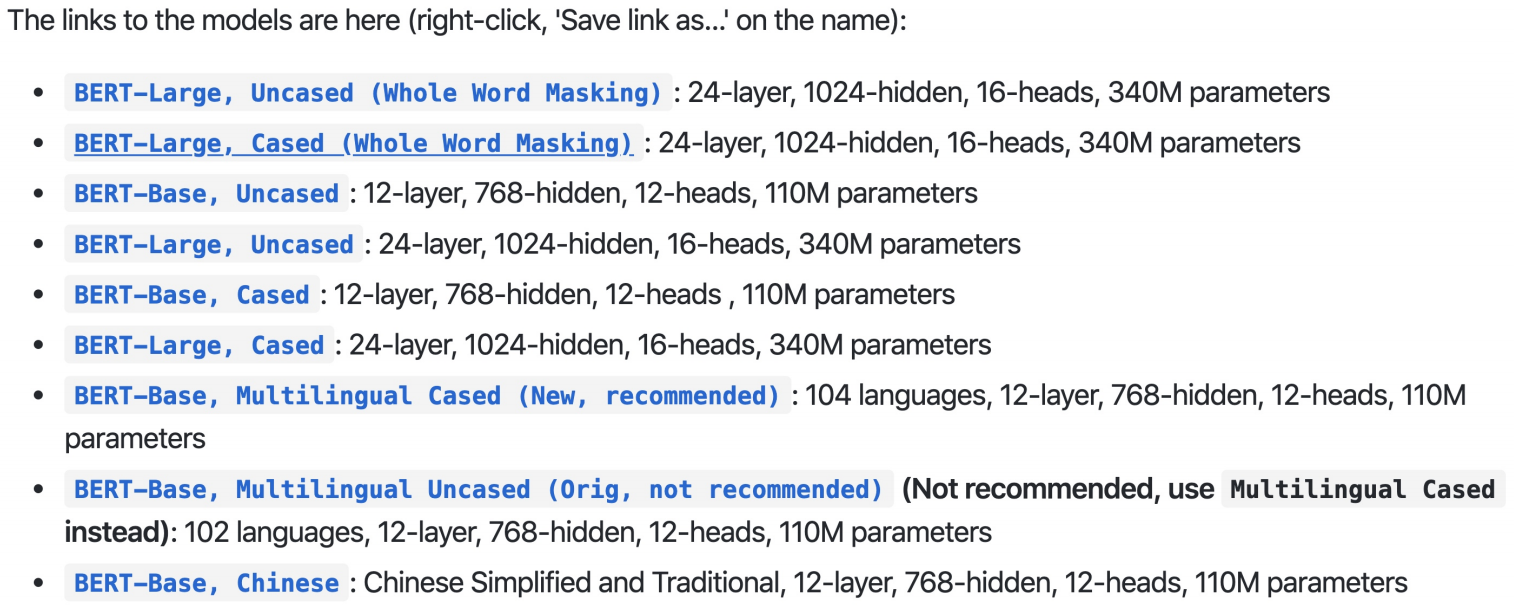 The links to the models are here (right-click, 'Save link as...' on the name):
• BERT-Large, Uncased (Whole Word Masking) : 24-layer, 1024-hidden, 16-heads, 340M parameters
• BERT-Large, Cased (Whole Word Masking) : 24-layer, 1024-hidden, 16-heads, 340M parameters
• BERT-Base, Uncased : 12-layer, 768-hidden, 12-heads, 110M parameters
• BERT-Large, Uncased : 24-layer, 1024-hidden, 16-heads, 340M parameters
• BERT-Base, Cased : 12-layer, 768-hidden, 12-heads , 110M parameters
• BERT-Large, Cased : 24-layer, 1024-hidden, 16-heads, 340M parameters
• BERT-Base, Multilingual Cased (New, recommended) : 104 languages, 12-layer, 768-hidden, 12-heads, 110M
parameters
• BERT-Base, Multilingual Uncased (Orig, not recommended) (Not recommended, use Multilingual Cased
instead): 102 languages, 12-layer, 768-hidden, 12-heads, 110M parameters
• BERT-Base, Chinese : Chinese Simplified and Traditional, 12-layer, 768-hidden, 12-heads, 110M parameters